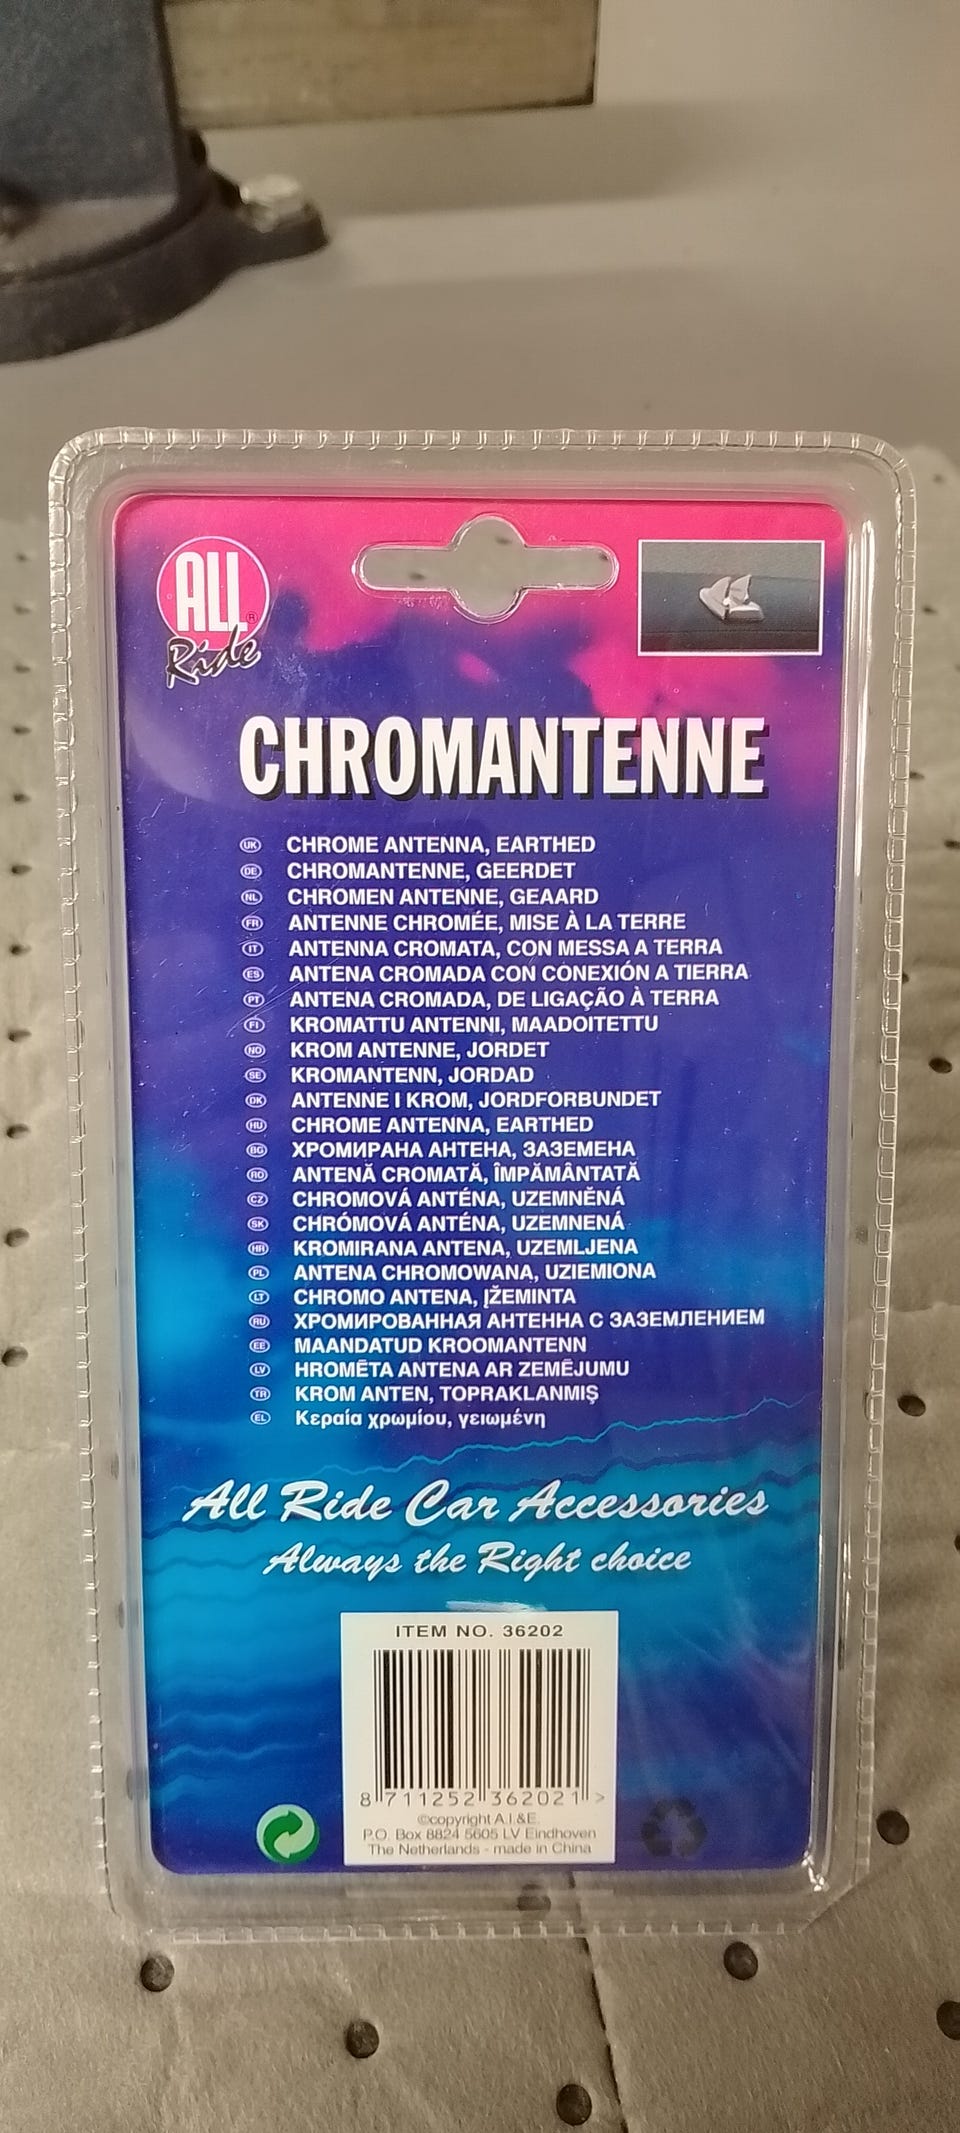 ALL®
Ride
CHROMANTENNE
UK CHROME ANTENNA, EARTHED
DE CHROMANTENNE, GEERDET
NL CHROMEN ANTENNE, GEAARD
FR ANTENNE CHROMÉE, MISE À LA TERRE
IT ANTENNA CROMATA, CON MESSA A TERRA
ES ANTENA CROMADA CON CONEXIÓN A TIERRA
PT ANTENA CROMADA, DE LIGAÇÃO À TERRA
FI KROMATTU ANTENNI, MAADOITETTU
NO KROM ANTENNE, JORDET
SE KROMANTENN, JORDAD
DK ANTENNE I KROM, JORDFORBUNDET
HU CHROME ANTENNA, EARTHED
BG ХРОМИРАНА АНТЕНА, ЗАЗЕМЕНА
RO ANTENĂ CROMATĂ, ÎMPĂMÂNTATĂ
CZ CHROMOVÁ ANTÉNA, UZEMNĚNÁ
SK CHRÓMOVÁ ANTÉNA, UZEMNENÁ
HR KROMIRANA ANTENA, UZEMLJENA
PL ANTENA CHROMOWANA, UZIEMIONA
LT CHROMO ANTENA, ĮŽEMINTA
RU ХРОМИРОВАННАЯ АНТЕННА С ЗАЗЕМЛЕНИЕМ
EE MAANDATUD KROOMANTENN
LV HROMĒTA ANTENA AR ZEMĒJUMU
TR KROM ANTEN, TOPRAKLANMIŞ
EL Κεραία χρωμίου, γειωμένη
All Ride Car Accessories
Always the Right choice
ITEM NO. 36202
8 711252 362021 >
©copyright A.I.&E.
P.O. Box 8824 5605 LV Eindhoven
The Netherlands - made in China